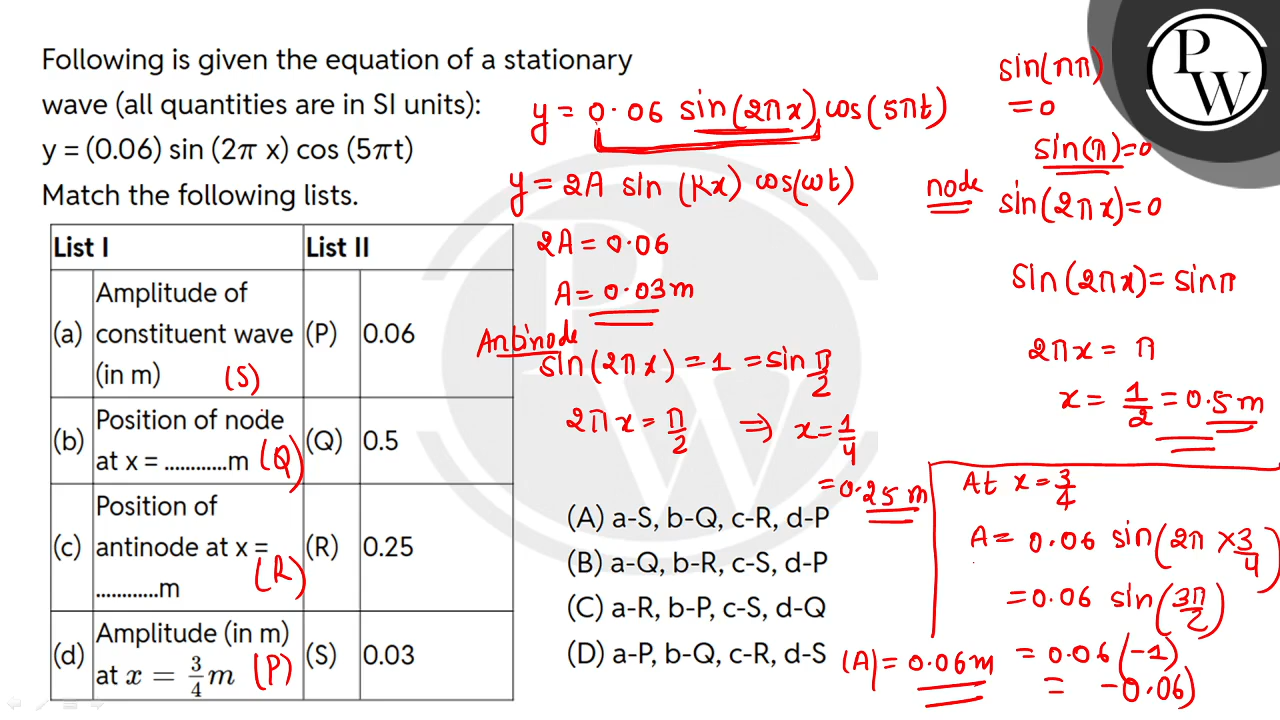 Following is given the equation of a stationary
wave (all quantities are in SI units):
y = (0.06) sin (2π x) cos (5πt)
Match the following lists.
List I List II
(a) Amplitude of constituent wave (in m) (S) (P) 0.06
(b) Position of node at x = ............m (Q) (Q) 0.5
(c) Position of antinode at x = ............m (R) (R) 0.25
(d) Amplitude (in m) at x = 3/4 m (P) (S) 0.03
y = 0.06 sin(2πx) cos(5πt)
y = 2A sin (Kx) cos(ωt)
2A = 0.06
A = 0.03m
Antinode
sin(2πx) = 1 = sin π/2
2πx = π/2 ⇒ x = 1/4
= 0.25 m
(A) a-S, b-Q, c-R, d-P
(B) a-Q, b-R, c-S, d-P
(C) a-R, b-P, c-S, d-Q
(D) a-P, b-Q, c-R, d-S
sin(nπ)
= 0
sin(π) = 0
node sin(2πx) = 0
sin(2πx) = sinπ
2πx = π
x = 1/2 = 0.5m
At x = 3/4
A = 0.06 sin(2π × 3/4)
= 0.06 sin(3π/2)
= 0.06(-1)
= -0.06)
(A) = 0.06m
P
W
PW